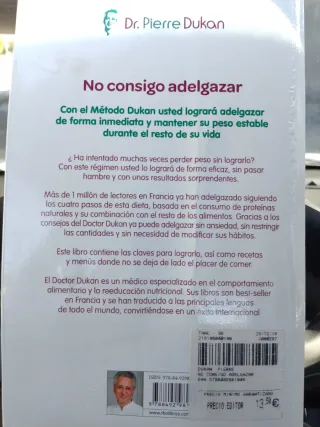 Dr. Pierre Dukan
No consigo adelgazar
Con el Método Dukan usted logrará adelgazar
de forma inmediata y mantener su peso estable
durante el resto de su vida
¿Ha intentado muchas veces perder peso sin lograrlo?
Con este régimen usted lo logrará de forma eficaz, sin pasar
hambre y con unos resultados sorprendentes.
Más de 1 millón de lectores en Francia ya han adelgazado siguiendo
los cuatro pasos de esta dieta, basada en el consumo de proteínas
naturales y su combinación con el resto de los alimentos. Gracias a los
consejos del Doctor Dukan ya puede adelgazar sin ansiedad, sin restringir
las cantidades y sin necesidad de modificar sus hábitos.
Este libro contiene las claves para lograrlo, así como recetas
y menús donde no se deja de lado el placer de comer.
El Doctor Dukan es un médico especializado en el comportamiento
alimentario y la reeducación nutricional. Sus libros son best-seller
en Francia y se han traducido a las principales lenguas
de todo el mundo, convirtiéndose en un éxito internacional
DUKAN PIERRE
NO CONSIGO ADELGAZAR
PRECIO EDITOR